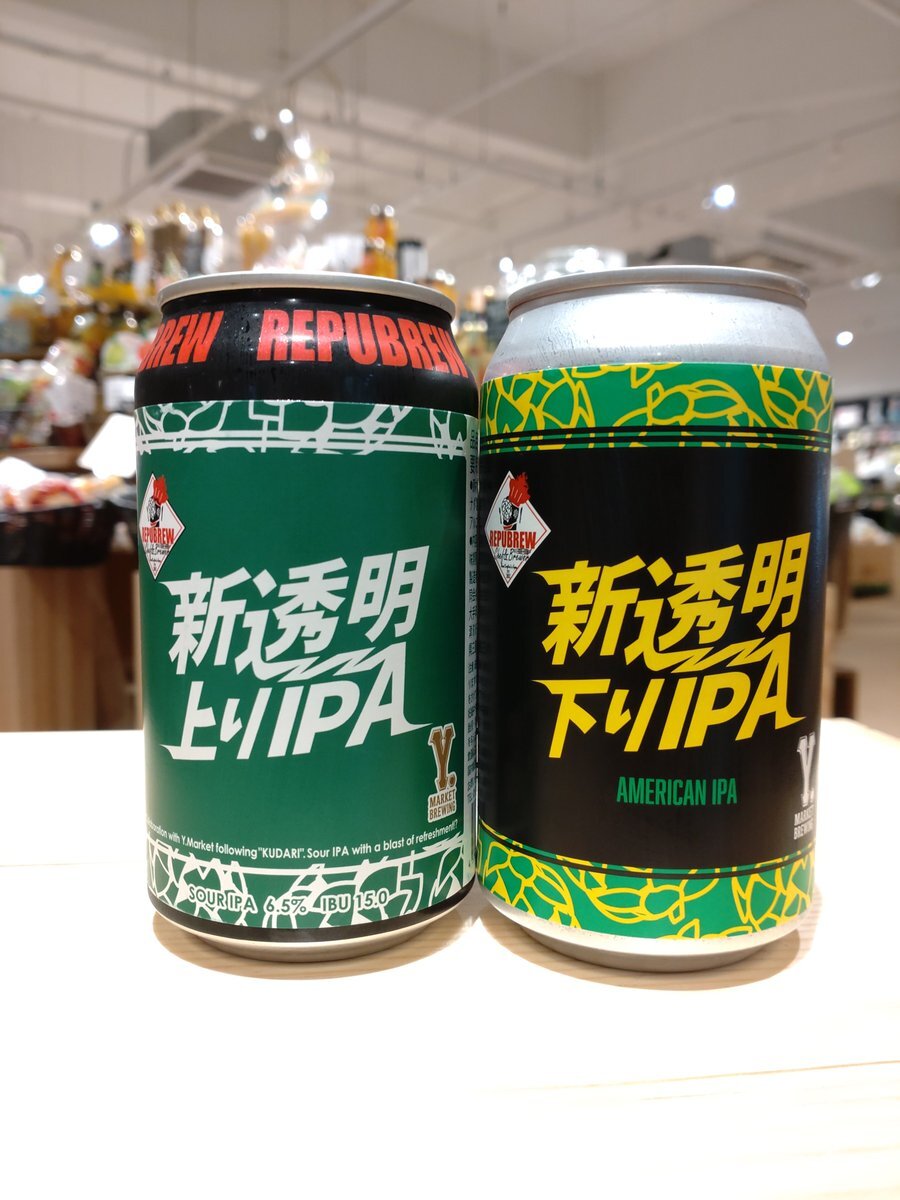 BREW REPUBREW
REPUBREW
新透明
上りIPA
Y.
MARKET
BREWING
with Y.Market following "KUDARI". Sour IPA with a blast of refreshment!?
SOUR IPA 6.5% IBU 15.0
REPUBREW
新透明
下りIPA
AMERICAN IPA
Y.
MARKET
BREWING